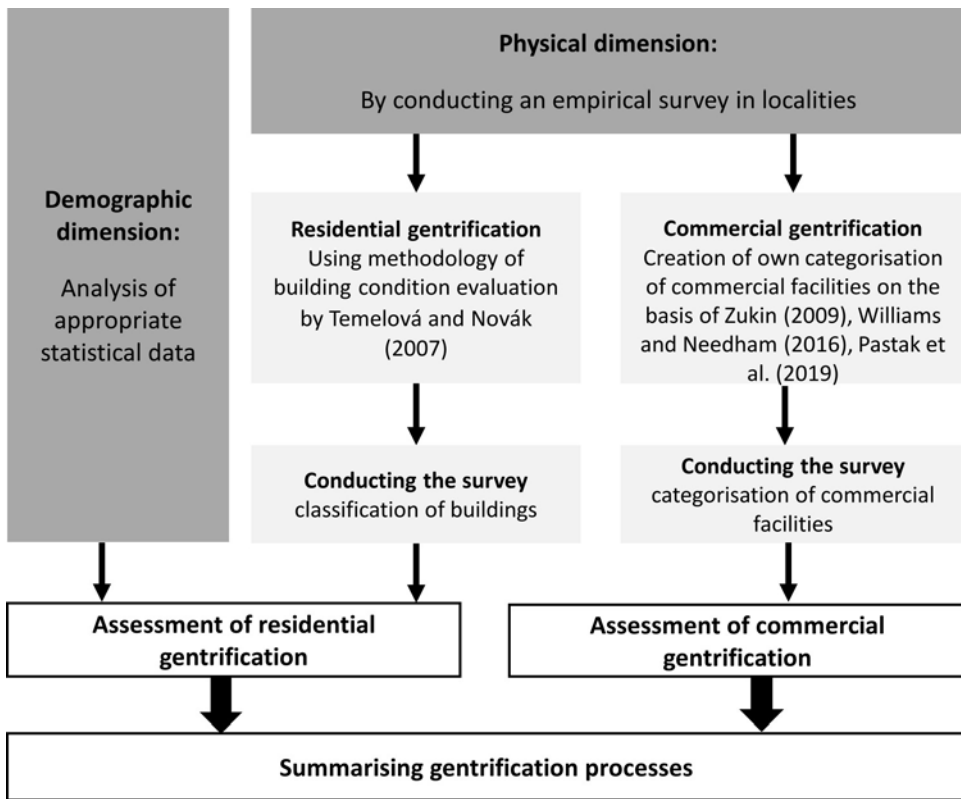 Physical dimension:
By conducting an empirical survey in localities
Demographic
dimension:
Analysis of
appropriate
statistical data
Residential gentrification
Using methodology of
building condition evaluation
by Temelová and Novák
(2007)
Commercial gentrification
Creation of own categorisation
of commercial facilities on the
basis of Zukin (2009), Williams
and Needham (2016), Pastak et
al. (2019)
Conducting the survey
classification of buildings
Conducting the survey
categorisation of commercial
facilities
Assessment of residential
gentrification
Assessment of commercial
gentrification
Summarising gentrification processes